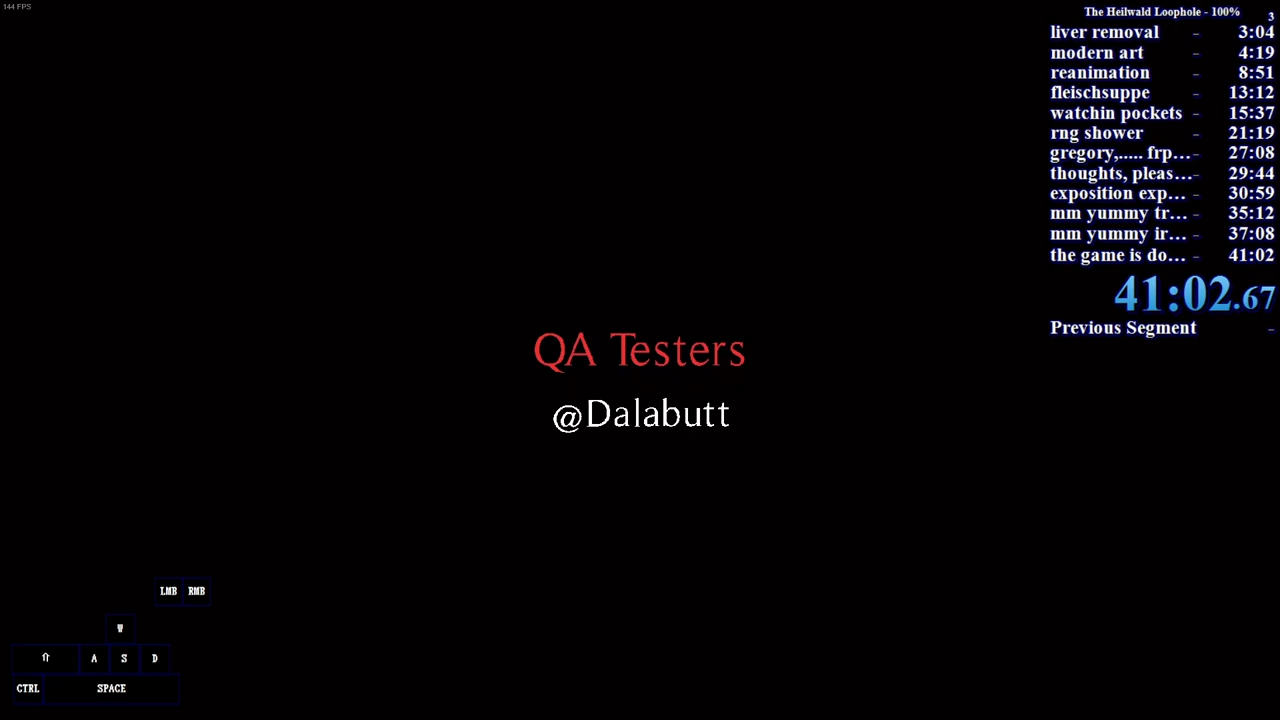 144 FPS
The Heilwald Loophole - 100%
3
liver removal - 3:04
modern art - 4:19
reanimation - 8:51
fleischsuppe - 13:12
watchin pockets - 15:37
rng shower - 21:19
gregory,..... frp... - 27:08
thoughts, pleas... - 29:44
exposition exp... - 30:59
mm yummy tr... - 35:12
mm yummy ir... - 37:08
the game is do... - 41:02
41:02.67
Previous Segment -
QA Testers
@Dalabutt
LMB RMB
W
⇧ A S D
CTRL SPACE